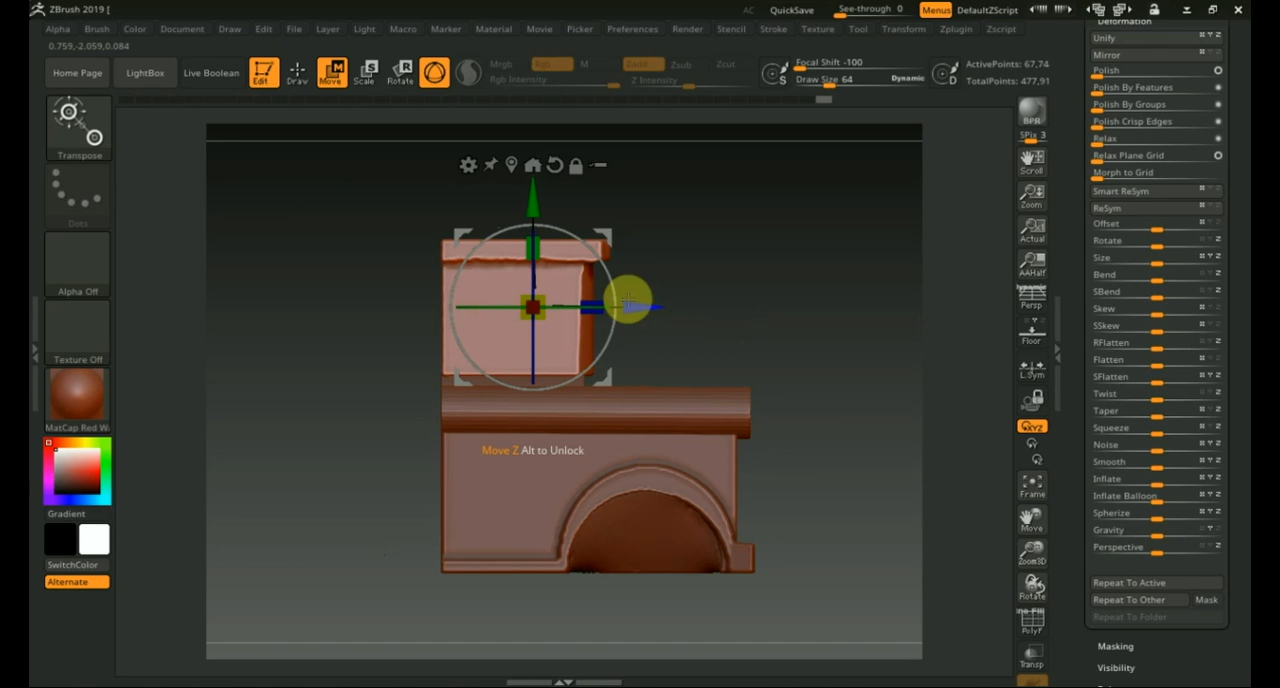 ZBrush 2019 [
AC QuickSave See-through 0 Menus DefaultZScript
Alpha Brush Color Document Draw Edit File Layer Light Macro Marker Material Movie Picker Preferences Render Stencil Stroke Texture Tool Transform Zplugin Zscript
0.759,-2.059,0.084
Home Page LightBox Live Boolean Edit Draw Move Scale Rotate
Mrgb Rgb M Zadd Zsub Zcut
Rgb Intensity Z Intensity
S Focal Shift -100
Draw Size 64 Dynamic
D ActivePoints: 67,74
TotalPoints: 477,91
Transpose
Dots
Alpha Off
Texture Off
MatCap Red W
Gradient
SwitchColor
Alternate
Move Z Alt to Unlock
BPR
SPix 3
Scroll
Zoom
Actual
AAHalf
Dynamic
Persp
Floor
L.Sym
XYZ
Frame
Move
Zoom3D
Rotate
PolyF
Transp
Deformation
Unify
Mirror
Polish
Polish By Features
Polish By Groups
Polish Crisp Edges
Relax
Relax Plane Grid
Morph to Grid
Smart ReSym
ReSym
Offset
Rotate
Size
Bend
SBend
Skew
SSkew
RFlatten
Flatten
SFlatten
Twist
Taper
Squeeze
Noise
Smooth
Inflate
Inflate Balloon
Spherize
Gravity
Perspective
Repeat To Active
Repeat To Other Mask
Repeat To Folder
Masking
Visibility